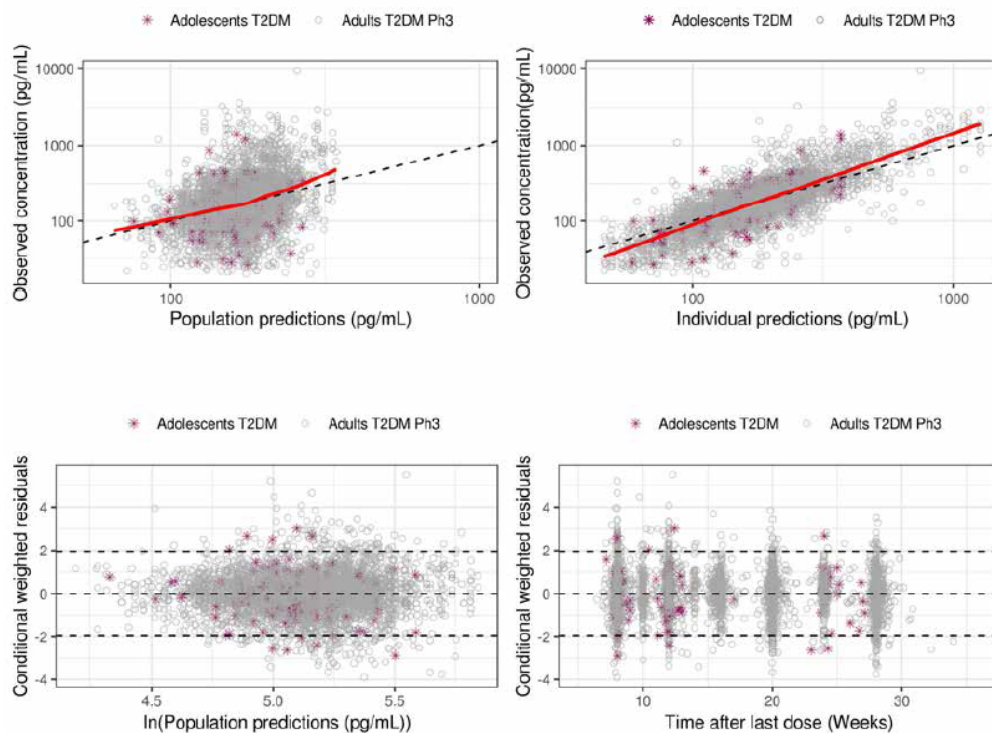 Adolescents T2DM Adults T2DM Ph3
Observed concentration (pg/mL)
10000
1000
100
100 1000
Population predictions (pg/mL)
Adolescents T2DM Adults T2DM Ph3
Observed concentration(pg/mL)
10000
1000
100
100 1000
Individual predictions (pg/mL)
Adolescents T2DM Adults T2DM Ph3
Conditional weighted residuals
4
2
0
-2
-4
4.5 5.0 5.5
ln(Population predictions (pg/mL))
Adolescents T2DM Adults T2DM Ph3
Conditional weighted residuals
4
2
0
-2
-4
10 20 30
Time after last dose (Weeks)